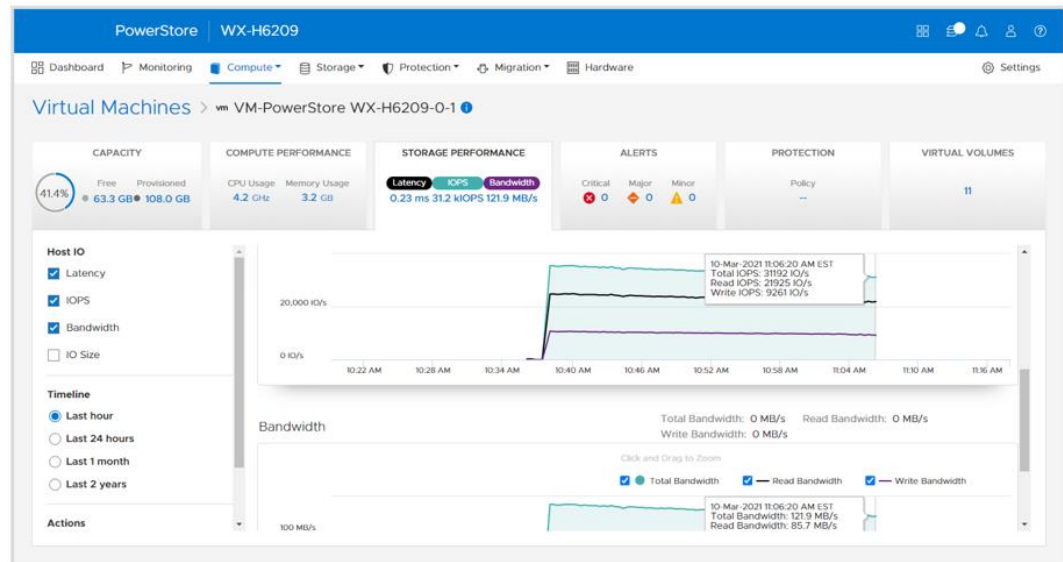 PowerStore WX-H6209
Dashboard Monitoring Compute Storage Protection Migration Hardware Settings
Virtual Machines > vm VM-PowerStore WX-H6209-0-1
CAPACITY
41.4%
Free Provisioned
63.3 GB 108.0 GB
COMPUTE PERFORMANCE
CPU Usage Memory Usage
4.2 GHz 3.2 GB
STORAGE PERFORMANCE
Latency IOPS Bandwidth
0.23 ms 31.2 kIOPS 121.9 MB/s
ALERTS
Critical Major Minor
0 0 0
PROTECTION
Policy
--
VIRTUAL VOLUMES
11
Host IO
Latency
IOPS
Bandwidth
IO Size
Timeline
Last hour
Last 24 hours
Last 1 month
Last 2 years
Actions
10-Mar-2021 11:06:20 AM EST
Total IOPS: 31192 IO/s
Read IOPS: 21925 IO/s
Write IOPS: 9261 IO/s
20,000 IO/s
0 IO/s
10:22 AM 10:28 AM 10:34 AM 10:40 AM 10:46 AM 10:52 AM 10:58 AM 11:04 AM 11:10 AM 11:16 AM
Bandwidth
Total Bandwidth: 0 MB/s Read Bandwidth: 0 MB/s
Write Bandwidth: 0 MB/s
Click and Drag to Zoom
Total Bandwidth Read Bandwidth Write Bandwidth
10-Mar-2021 11:06:20 AM EST
Total Bandwidth: 121.9 MB/s
Read Bandwidth: 85.7 MB/s
100 MB/s